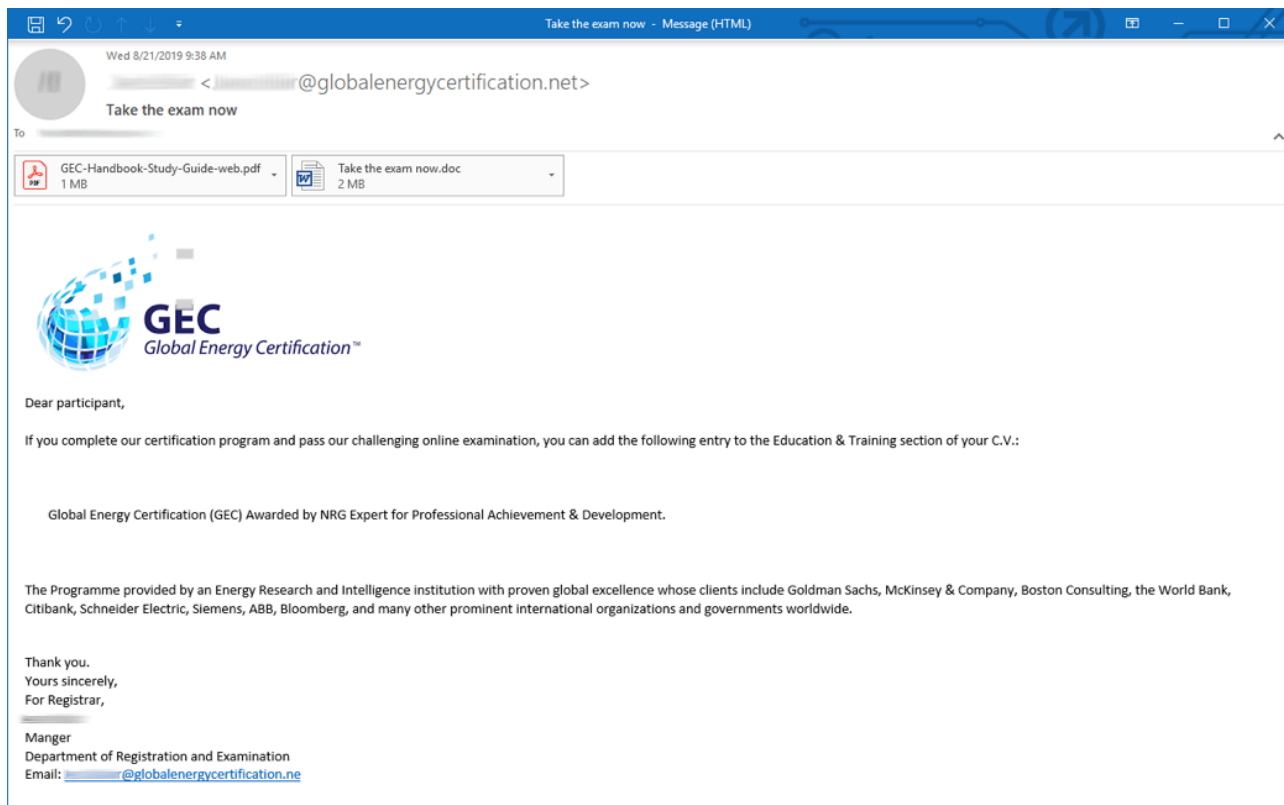 Take the exam now - Message (HTML)
Wed 8/21/2019 9:38 AM
< @globalenergycertification.net>
Take the exam now
To
GEC-Handbook-Study-Guide-web.pdf
1 MB
Take the exam now.doc
2 MB
PDF
W
GEC
Global Energy Certification™
Dear participant,
If you complete our certification program and pass our challenging online examination, you can add the following entry to the Education & Training section of your C.V.:
Global Energy Certification (GEC) Awarded by NRG Expert for Professional Achievement & Development.
The Programme provided by an Energy Research and Intelligence institution with proven global excellence whose clients include Goldman Sachs, McKinsey & Company, Boston Consulting, the World Bank,
Citibank, Schneider Electric, Siemens, ABB, Bloomberg, and many other prominent international organizations and governments worldwide.
Thank you.
Yours sincerely,
For Registrar,
Manger
Department of Registration and Examination
Email: @globalenergycertification.ne